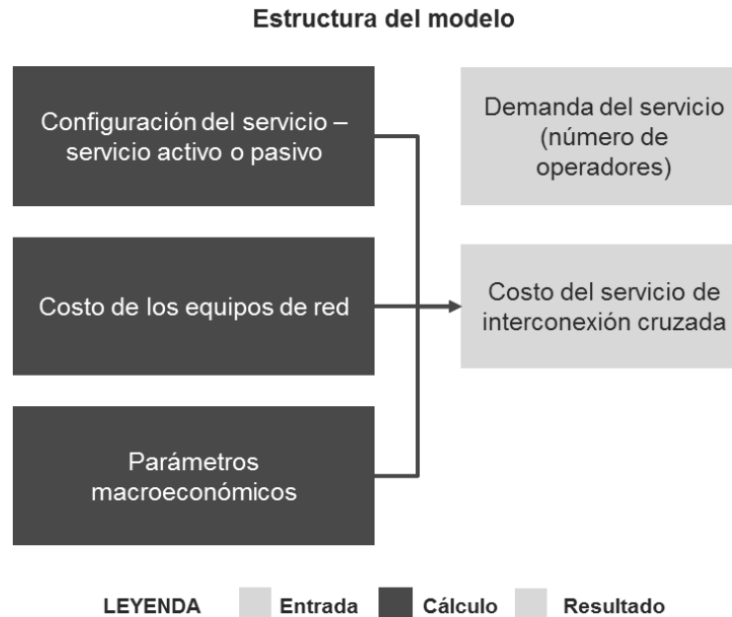 Estructura del modelo
Configuración del servicio –
servicio activo o pasivo
Demanda del servicio
(número de
operadores)
Costo de los equipos de red
Costo del servicio de
interconexión cruzada
Parámetros
macroeconómicos
LEYENDA Entrada Cálculo Resultado